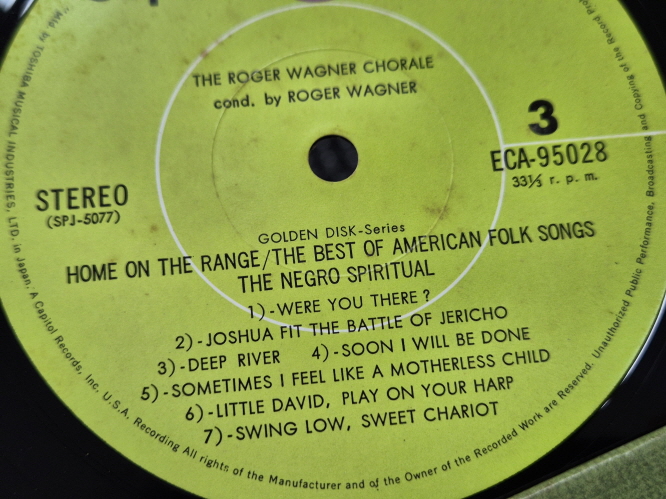 THE ROGER WAGNER CHORALE
cond. by ROGER WAGNER
3
ECA-95028
33⅓ r. p. m.
STEREO
(SPJ-5077)
GOLDEN DISK-Series
HOME ON THE RANGE/THE BEST OF AMERICAN FOLK SONGS
THE NEGRO SPIRITUAL
1)-WERE YOU THERE?
2)-JOSHUA FIT THE BATTLE OF JERICHO
3)-DEEP RIVER 4)-SOON I WILL BE DONE
5)-SOMETIMES I FEEL LIKE A MOTHERLESS CHILD
6)-LITTLE DAVID, PLAY ON YOUR HARP
7)-SWING LOW, SWEET CHARIOT
Mfd by TOSHIBA MUSICAL INDUSTRIES, LTD. in Japan. A Capitol Records, Inc. U.S.A. Recording All rights of the Manufacturer and of the Owner of the Recorded Work are Reserved. Unauthorized Public Performance, Broadcasting and Copying of the Record